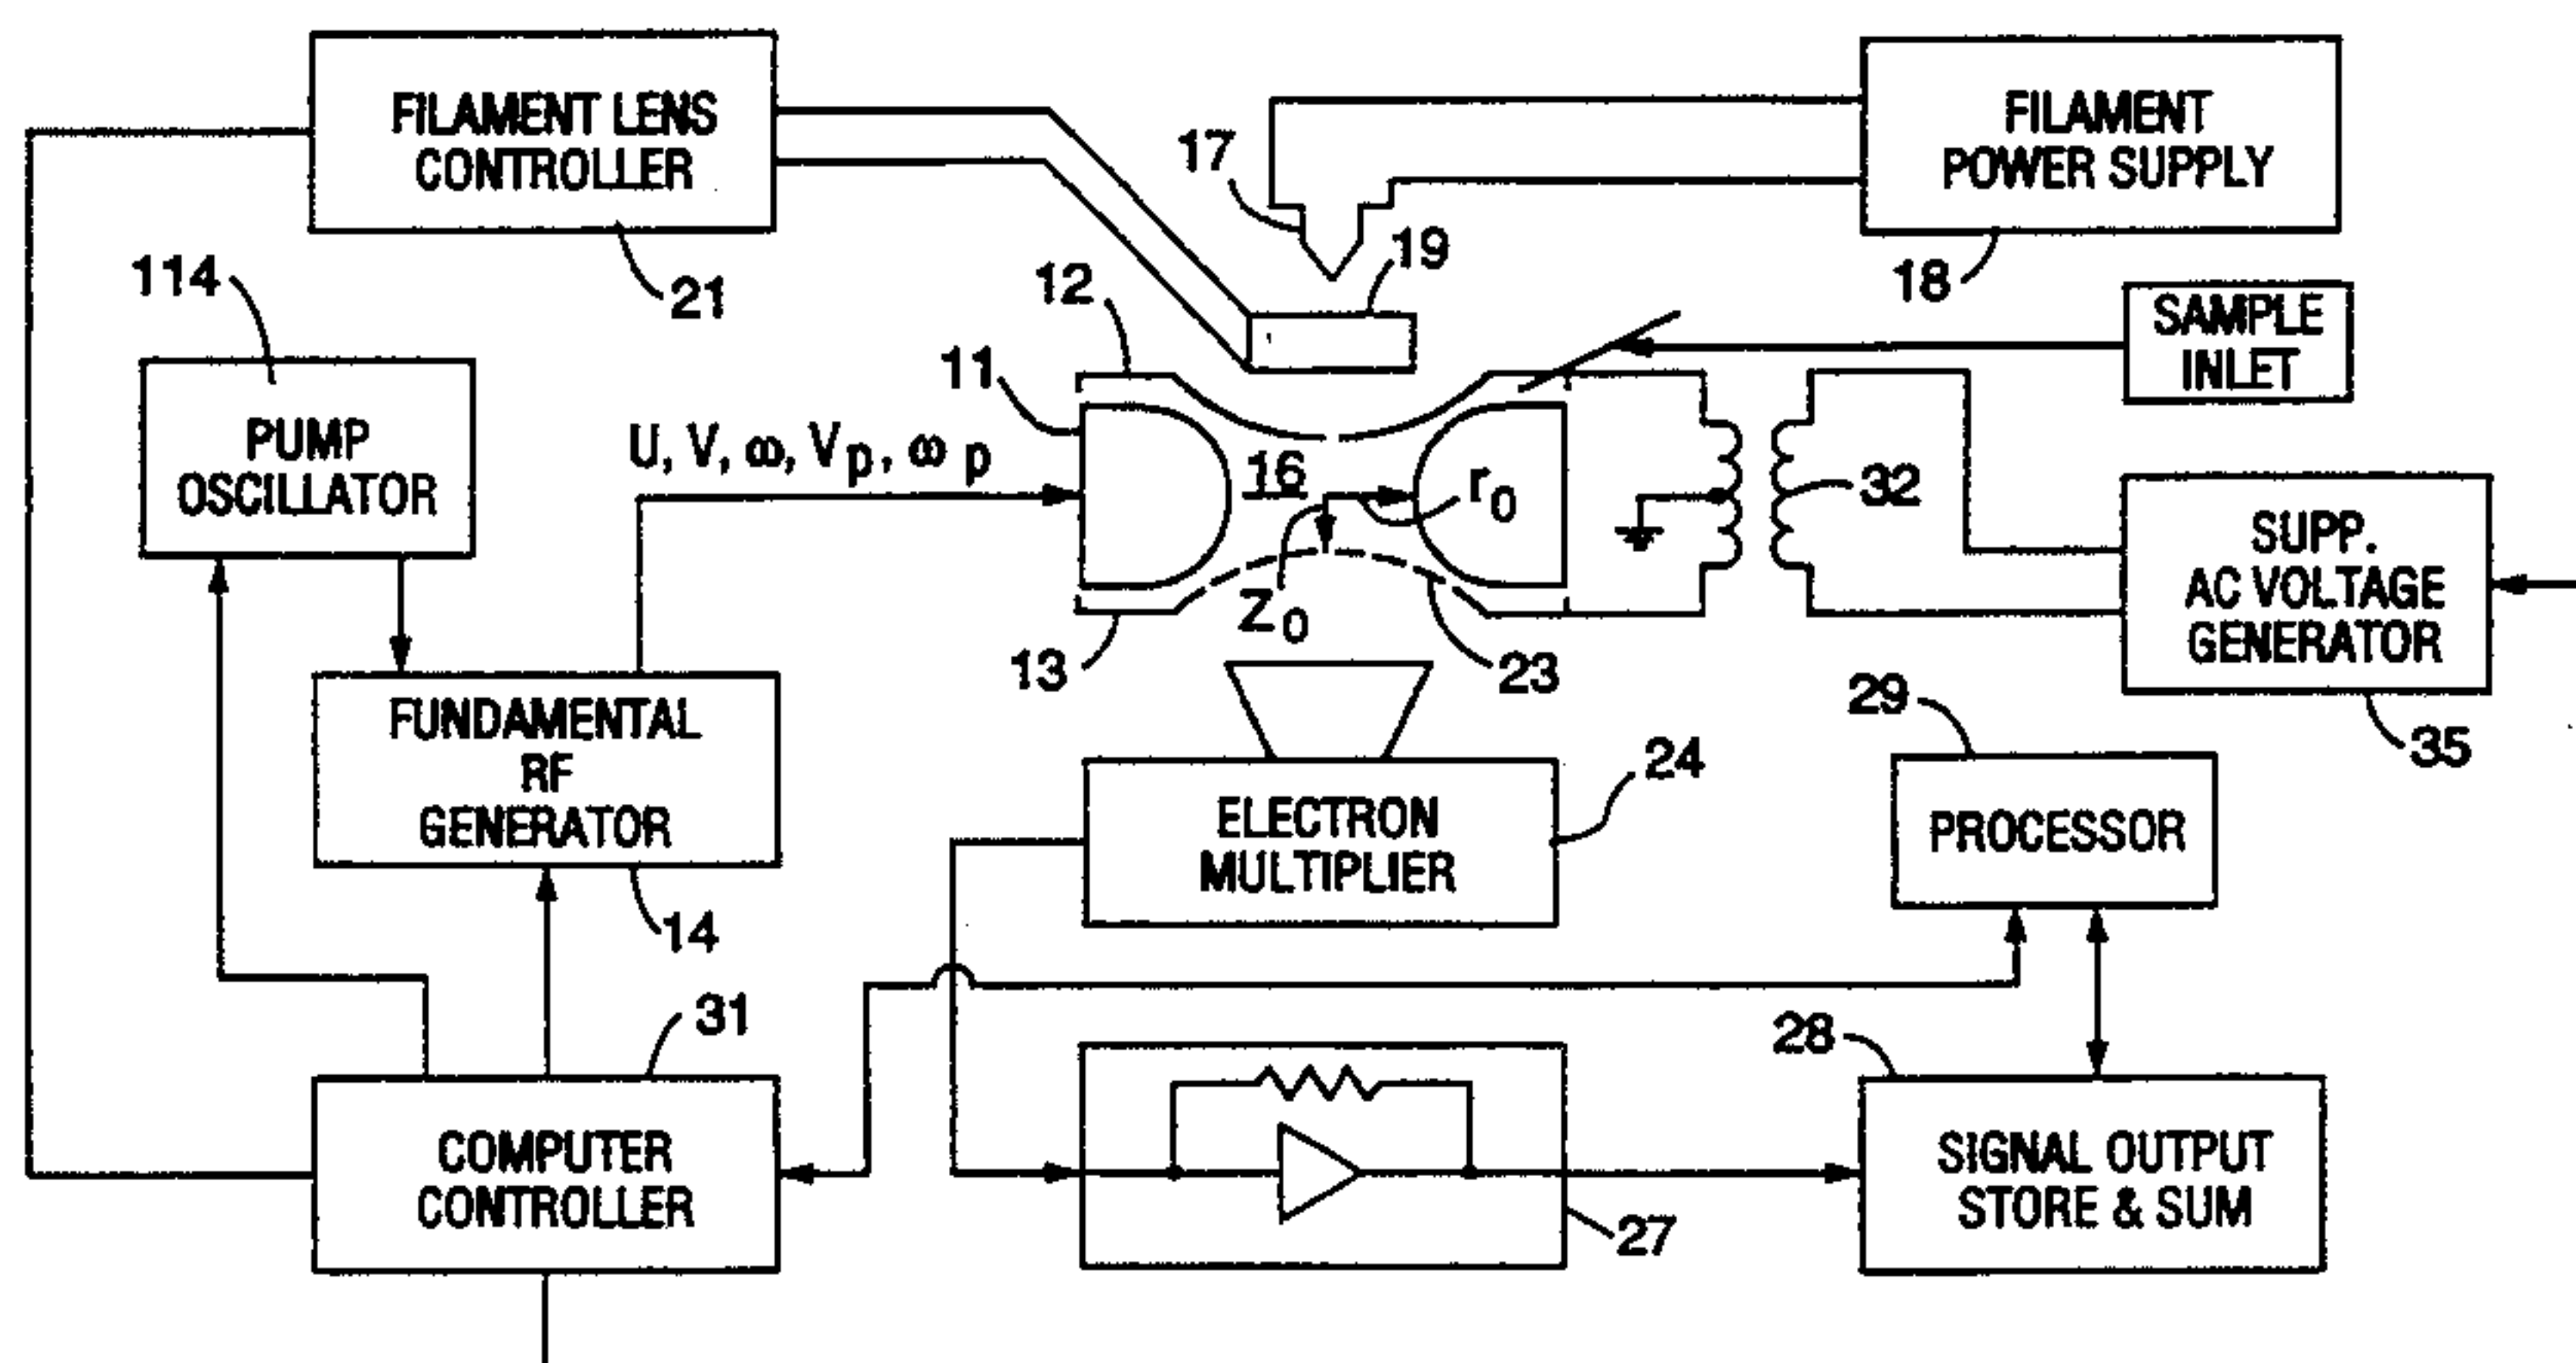 FILAMENT LENS
CONTROLLER
21
FILAMENT
POWER SUPPLY
18
17
19
12
11
114
PUMP
OSCILLATOR
U, V, ω, Vp, ωp
16
r0
Z0
13
23
32
SAMPLE
INLET
SUPP.
AC VOLTAGE
GENERATOR
35
FUNDAMENTAL
RF
GENERATOR
14
ELECTRON
MULTIPLIER
24
29
PROCESSOR
31
COMPUTER
CONTROLLER
27
28
SIGNAL OUTPUT
STORE & SUM